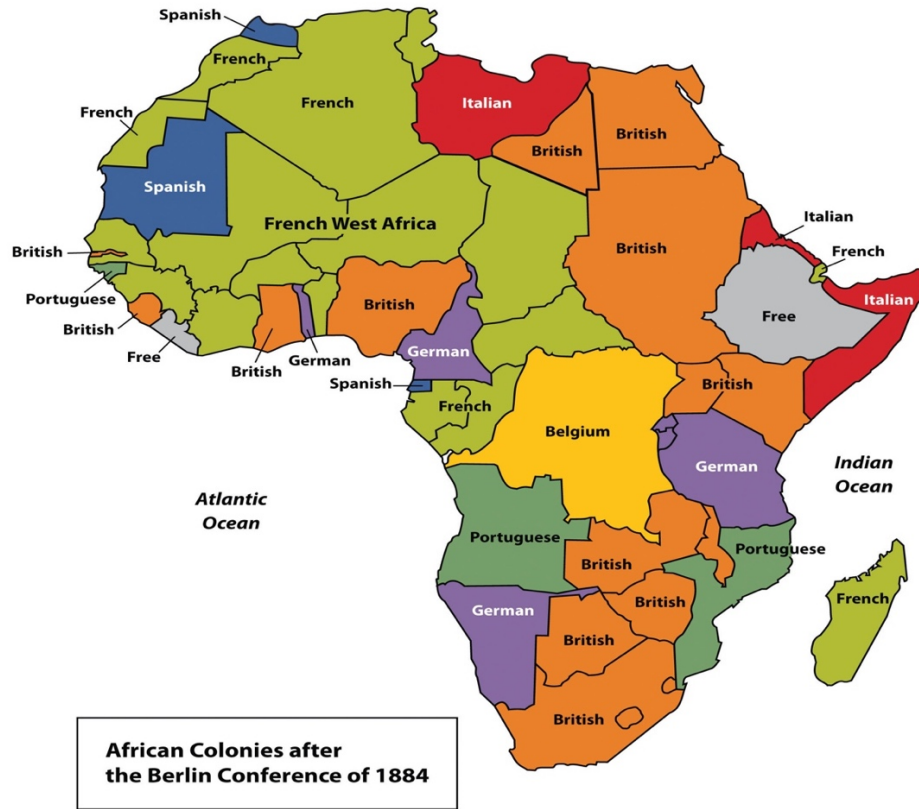 Spanish
French
French
Italian
British
British
French
Spanish
French West Africa
British
Italian
French
British
Portuguese
British
Italian
British
Free
Free
British
German
German
Spanish
French
British
Belgium
German
Indian
Ocean
Atlantic
Ocean
Portuguese
Portuguese
British
British
French
German
British
British
African Colonies after
the Berlin Conference of 1884